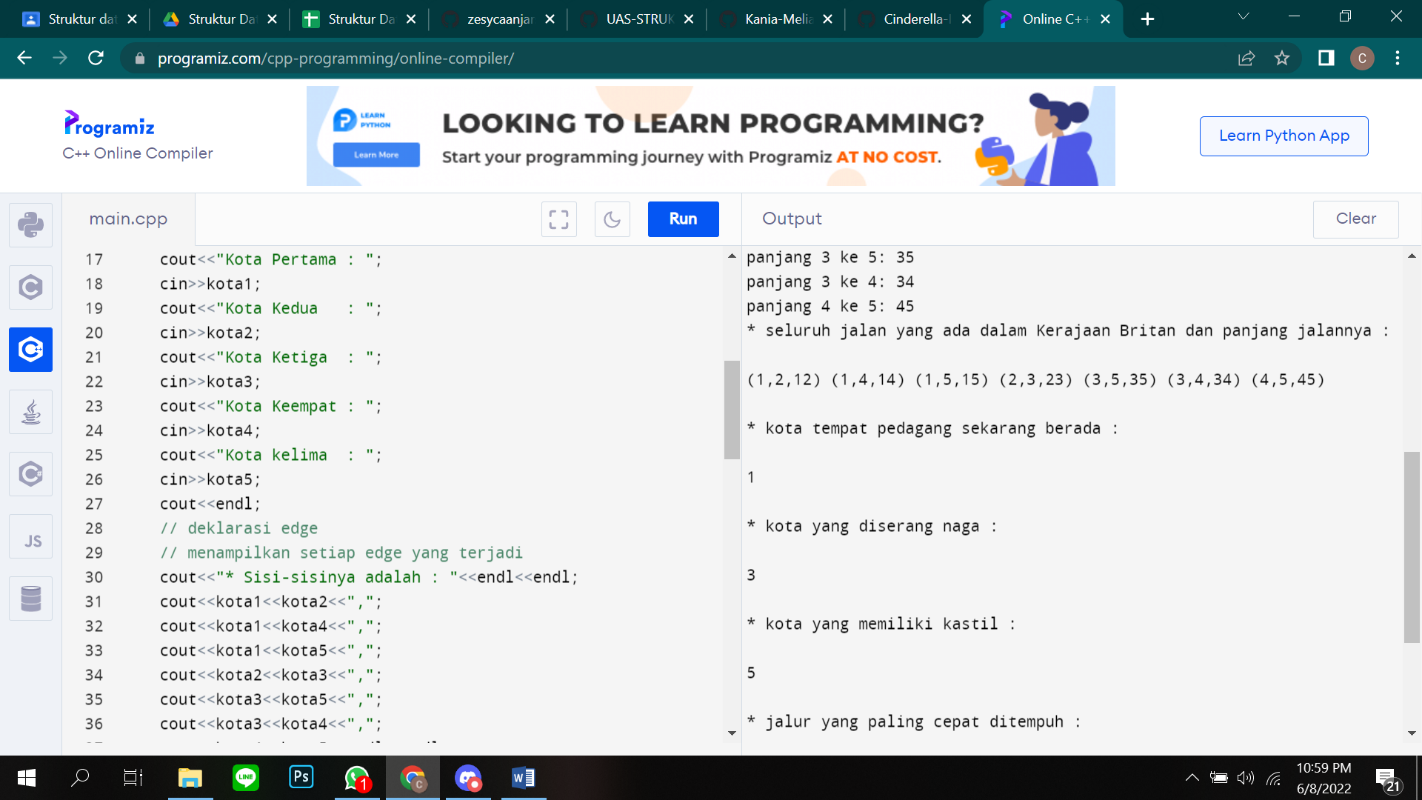 Struktur dat
Struktur Dat
Struktur Da
zesycaanjar
UAS-STRUK
Kania-Melia
Cinderella-
Online C++
programiz.com/cpp-programming/online-compiler/
C
Programiz
C++ Online Compiler
LEARN
PYTHON
Learn More
LOOKING TO LEARN PROGRAMMING?
Start your programming journey with Programiz AT NO COST.
Learn Python App
main.cpp
Run
Output
Clear
17 cout<<"Kota Pertama : ";
18 cin>>kota1;
19 cout<<"Kota Kedua   : ";
20 cin>>kota2;
21 cout<<"Kota Ketiga  : ";
22 cin>>kota3;
23 cout<<"Kota Keempat : ";
24 cin>>kota4;
25 cout<<"Kota kelima  : ";
26 cin>>kota5;
27 cout<<endl;
28 // deklarasi edge
29 // menampilkan setiap edge yang terjadi
30 cout<<"* Sisi-sisinya adalah : "<<endl<<endl;
31 cout<<kota1<<kota2<<",";
32 cout<<kota1<<kota4<<",";
33 cout<<kota1<<kota5<<",";
34 cout<<kota2<<kota3<<",";
35 cout<<kota3<<kota5<<",";
36 cout<<kota3<<kota4<<",";
JS
panjang 3 ke 5: 35
panjang 3 ke 4: 34
panjang 4 ke 5: 45
* seluruh jalan yang ada dalam Kerajaan Britan dan panjang jalannya :
(1,2,12) (1,4,14) (1,5,15) (2,3,23) (3,5,35) (3,4,34) (4,5,45)
* kota tempat pedagang sekarang berada :
1
* kota yang diserang naga :
3
* kota yang memiliki kastil :
5
* jalur yang paling cepat ditempuh :
LINE
Ps
1
C
10:59 PM
6/8/2022
21